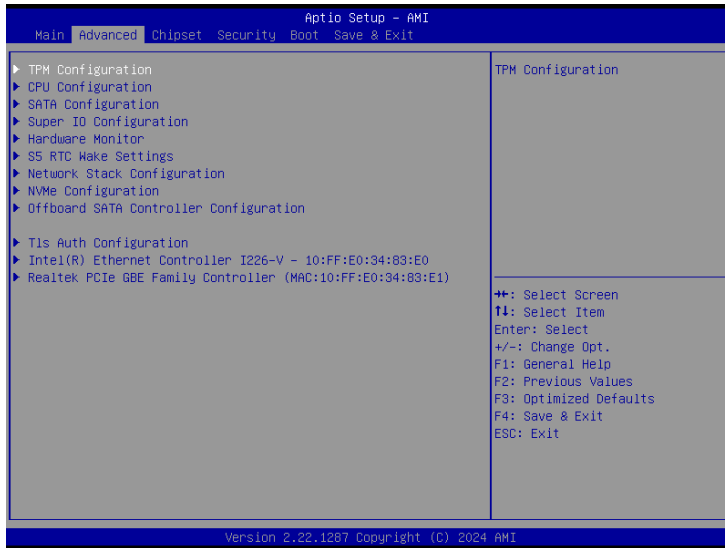 Aptio Setup – AMI
Main Advanced Chipset Security Boot Save & Exit
TPM Configuration
CPU Configuration
SATA Configuration
Super IO Configuration
Hardware Monitor
S5 RTC Wake Settings
Network Stack Configuration
NVMe Configuration
Offboard SATA Controller Configuration
Tls Auth Configuration
Intel(R) Ethernet Controller I226-V - 10:FF:E0:34:83:E0
Realtek PCIe GBE Family Controller (MAC:10:FF:E0:34:83:E1)
TPM Configuration
→←: Select Screen
↑↓: Select Item
Enter: Select
+/-: Change Opt.
F1: General Help
F2: Previous Values
F3: Optimized Defaults
F4: Save & Exit
ESC: Exit
Version 2.22.1287 Copyright (C) 2024 AMI